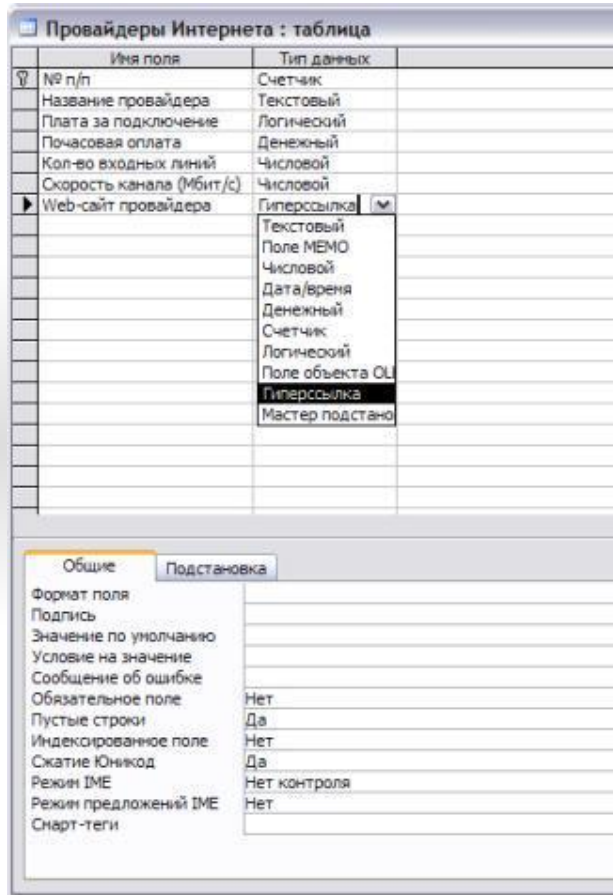 Провайдеры Интернета : таблица
Имя поля Тип данных
№ п/п Счетчик
Название провайдера Текстовый
Плата за подключение Логический
Почасовая оплата Денежный
Кол-во входных линий Числовой
Скорость канала (Мбит/с) Числовой
Web-сайт провайдера Гиперссылка
Текстовый
Поле MEMO
Числовой
Дата/время
Денежный
Счетчик
Логический
Поле объекта OLI
Гиперссылка
Мастер подстано
Общие Подстановка
Формат поля
Подпись
Значение по умолчанию
Условие на значение
Сообщение об ошибке
Обязательное поле Нет
Пустые строки Да
Индексированное поле Нет
Сжатие Юникод Да
Режим IME Нет контроля
Режим предложений IME Нет
Смарт-теги